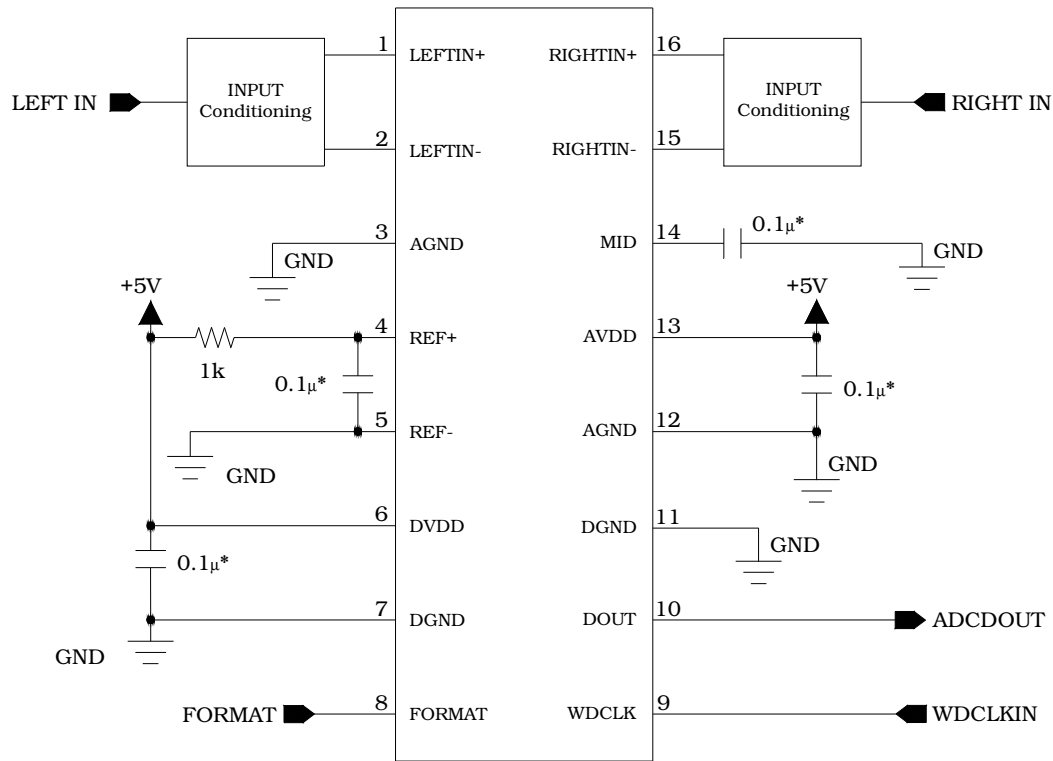 1
LEFTIN+
RIGHTIN+
16
INPUT
Conditioning
INPUT
Conditioning
LEFT IN
RIGHT IN
2
LEFTIN-
RIGHTIN-
15
3
AGND
GND
MID
14
0.1µ*
GND
+5V
+5V
4
REF+
1k
AVDD
13
0.1µ*
0.1µ*
5
REF-
GND
AGND
12
GND
6
DVDD
DGND
11
GND
0.1µ*
7
DGND
GND
DOUT
10
ADCDOUT
FORMAT
8
FORMAT
WDCLK
9
WDCLKIN